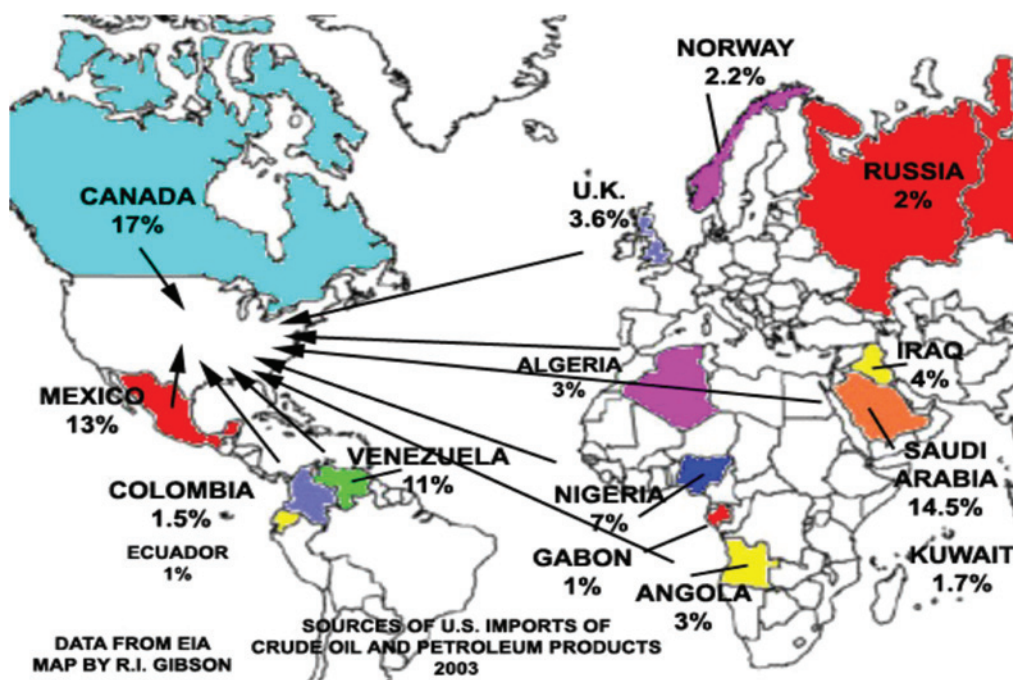 NORWAY
2.2%
CANADA
17%
U.K.
3.6%
RUSSIA
2%
ALGERIA
3%
IRAQ
4%
MEXICO
13%
SAUDI
ARABIA
14.5%
VENEZUELA
11%
COLOMBIA
1.5%
NIGERIA
7%
ECUADOR
1%
GABON
1%
KUWAIT
1.7%
ANGOLA
3%
DATA FROM EIA
MAP BY R.I. GIBSON
SOURCES OF U.S. IMPORTS OF
CRUDE OIL AND PETROLEUM PRODUCTS
2003